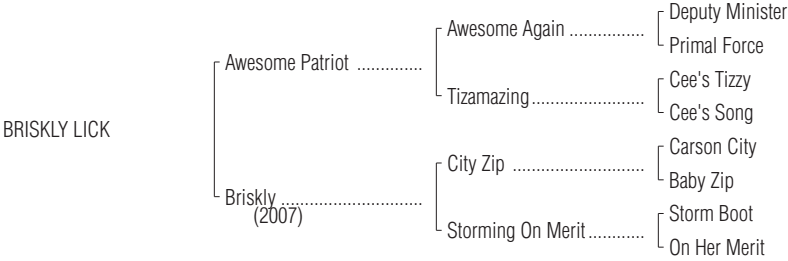 Deputy Minister
Awesome Again ................
Primal Force
Awesome Patriot ..............
Cee's Tizzy
Tizamazing........................
Cee's Song
BRISKLY LICK
Carson City
City Zip ............................
Baby Zip
Briskly ..............................
(2007)
Storm Boot
Storming On Merit............
On Her Merit